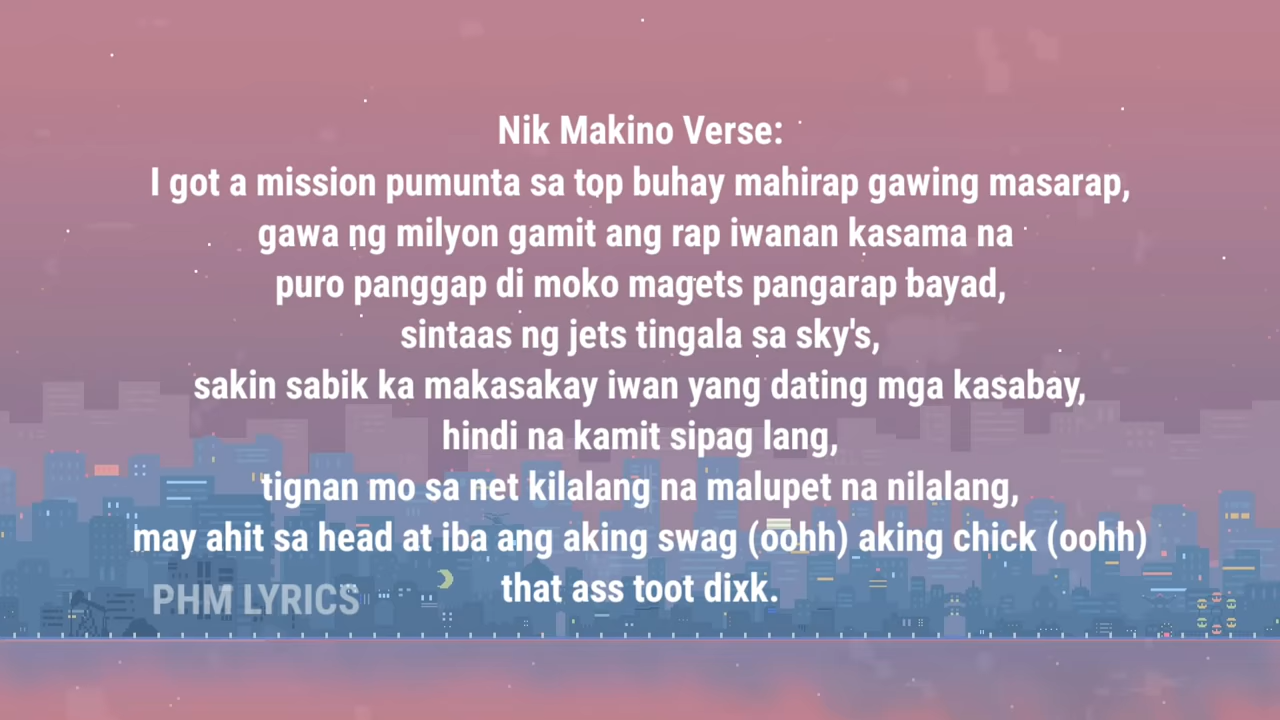 Nik Makino Verse:
I got a mission pumunta sa top buhay mahirap gawing masarap,
gawa ng milyon gamit ang rap iwanan kasama na
puro panggap di moko magets pangarap bayad,
sintaas ng jets tingala sa sky's,
sakin sabik ka makasakay iwan yang dating mga kasabay,
hindi na kamit sipag lang,
tignan mo sa net kilalang na malupet na nilalang,
may ahit sa head at iba ang aking swag (oohh) aking chick (oohh)
that ass toot dixk.
PHM LYRICS